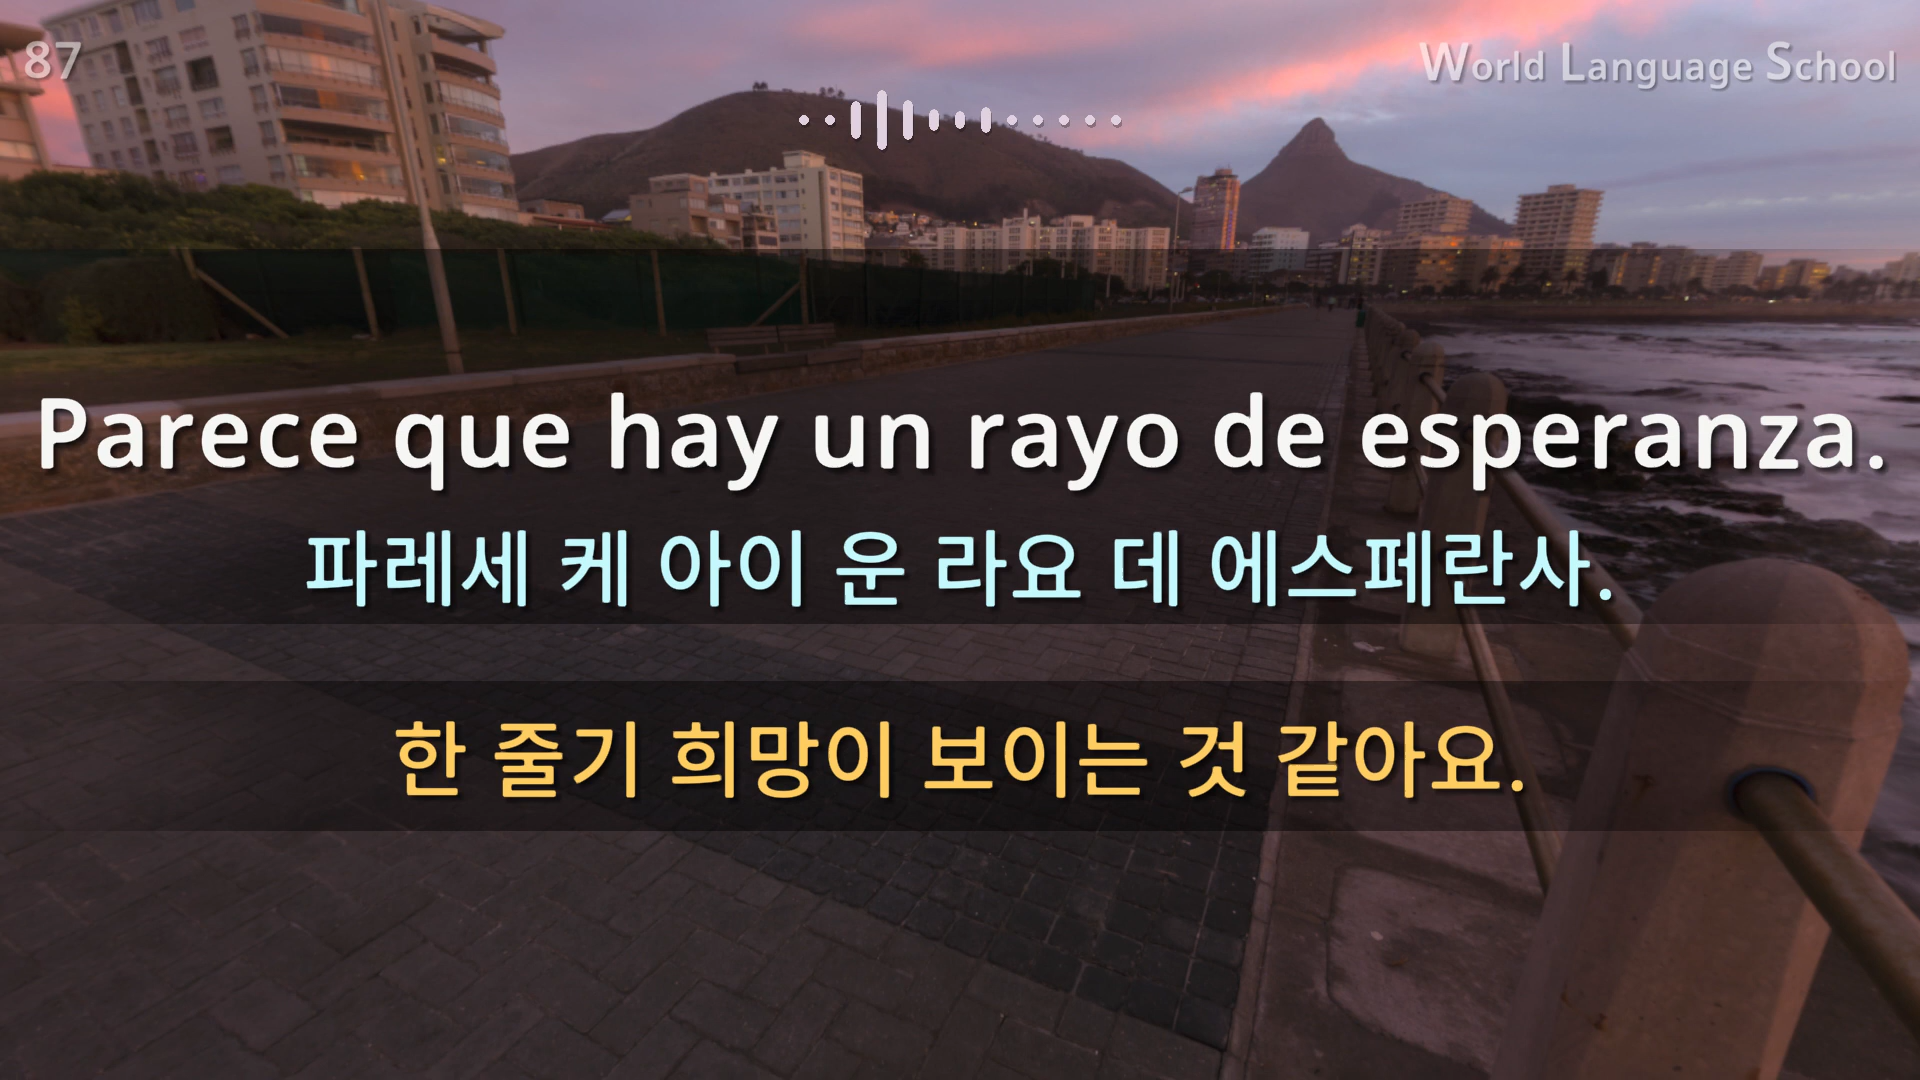 87
World Language School
Parece que hay un rayo de esperanza.
파레세 케 아이 운 라요 데 에스페란사.
한 줄기 희망이 보이는 것 같아요.